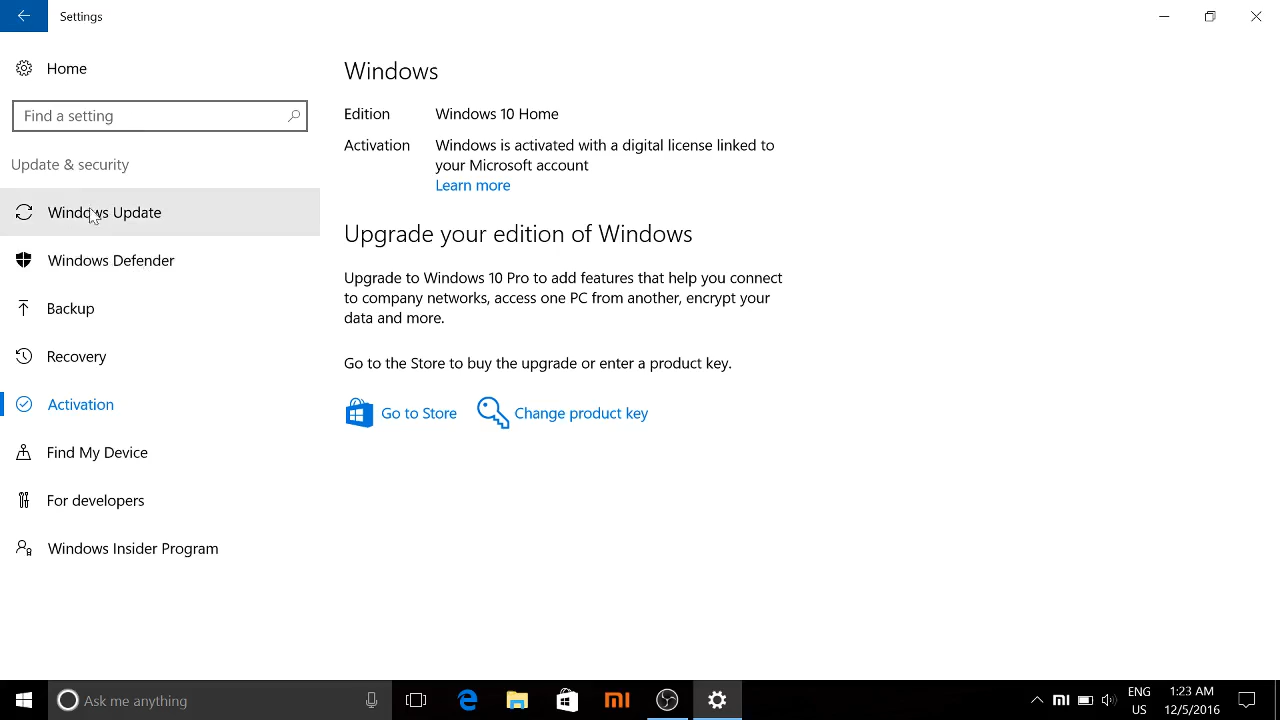 Settings
Home
Find a setting
Update & security
Windows Update
Windows Defender
Backup
Recovery
Activation
Find My Device
For developers
Windows Insider Program
Windows
Edition Windows 10 Home
Activation Windows is activated with a digital license linked to
your Microsoft account
Learn more
Upgrade your edition of Windows
Upgrade to Windows 10 Pro to add features that help you connect
to company networks, access one PC from another, encrypt your
data and more.
Go to the Store to buy the upgrade or enter a product key.
Go to Store Change product key
Ask me anything
mi
mi
ENG
US
1:23 AM
12/5/2016